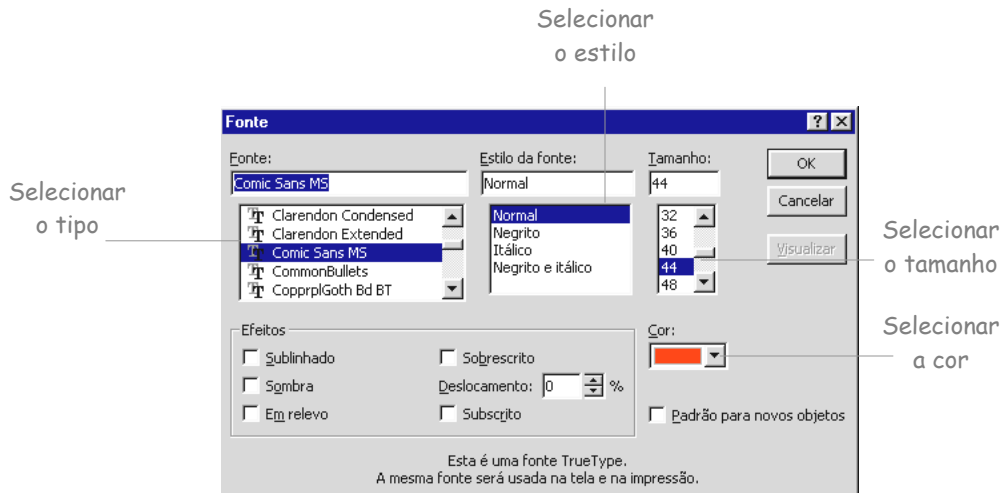 Selecionar
o estilo
Fonte
Fonte:
Estilo da fonte:
Tamanho:
Comic Sans MS
Normal
44
OK
Cancelar
Visualizar
Selecionar
o tipo
Clarendon Condensed
Clarendon Extended
Comic Sans MS
CommonBullets
CopprplGoth Bd BT
Normal
Negrito
Itálico
Negrito e itálico
32
36
40
44
48
Selecionar
o tamanho
Efeitos
Sublinhado
Sombra
Em relevo
Sobrescrito
Deslocamento: 0 %
Subscrito
Cor:
Selecionar
a cor
Padrão para novos objetos
Esta é uma fonte TrueType.
A mesma fonte será usada na tela e na impressão.